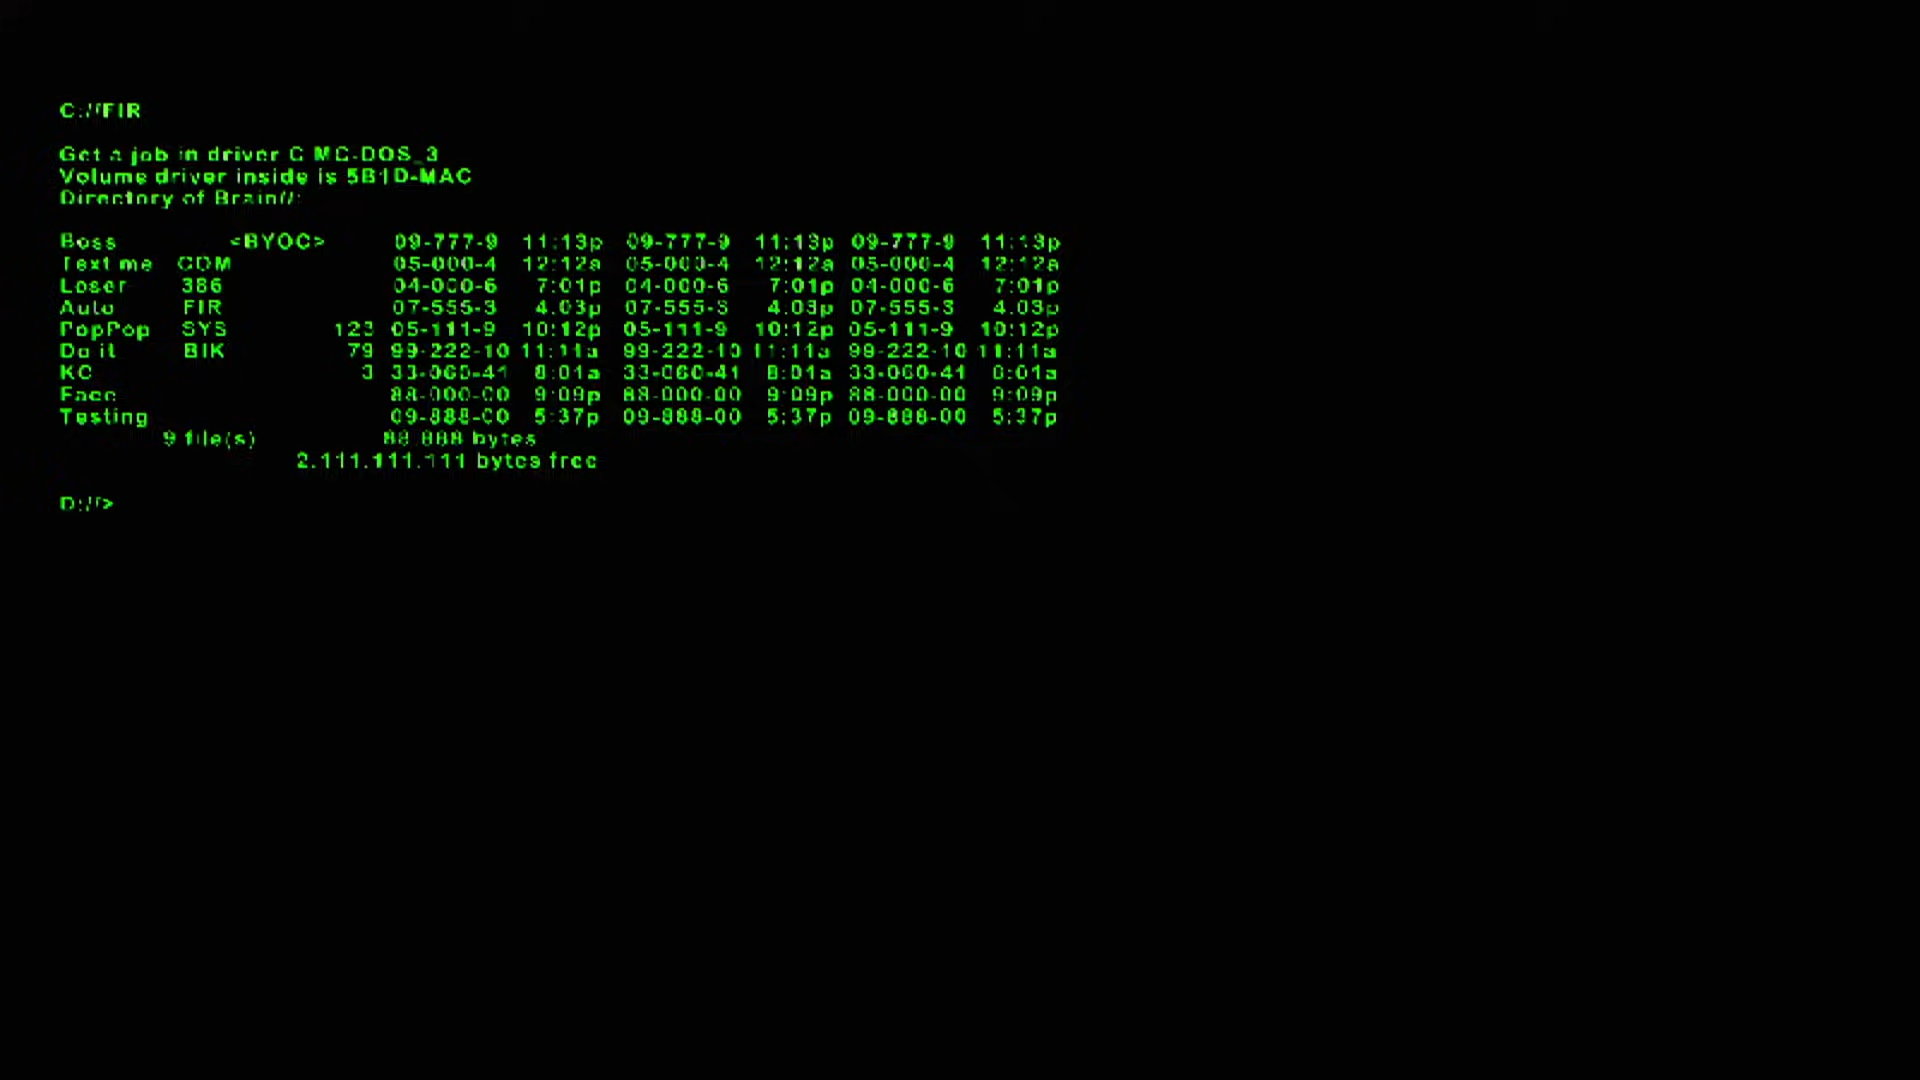 C://FIR
Get a job in driver C MC-DOS_3
Volume driver inside is 5B1D-MAC
Directory of Brain//:
Boss <BYOC> 09-777-9 11:13p 09-777-9 11:13p 09-777-9 11:13p
Text me COM 05-000-4 12:12a 05-000-4 12:12a 05-000-4 12:12a
Loser 386 04-000-6 7:01p 04-000-6 7:01p 04-000-6 7:01p
Auto FIR 07-555-3 4.03p 07-555-3 4.03p 07-555-3 4.03p
PopPop SYS 123 05-111-9 10:12p 05-111-9 10:12p 05-111-9 10:12p
Do it BIK 79 99-222-10 11:11a 99-222-10 11:11a 99-222-10 11:11a
KC 3 33-060-41 8:01a 33-060-41 8:01a 33-060-41 8:01a
Face 88-000-00 9:09p 88-000-00 9:09p 88-000-00 9:09p
Testing 09-888-00 5:37p 09-888-00 5:37p 09-888-00 5:37p
9 file(s) 88.888 bytes
2.111.111.111 bytes free
D://>